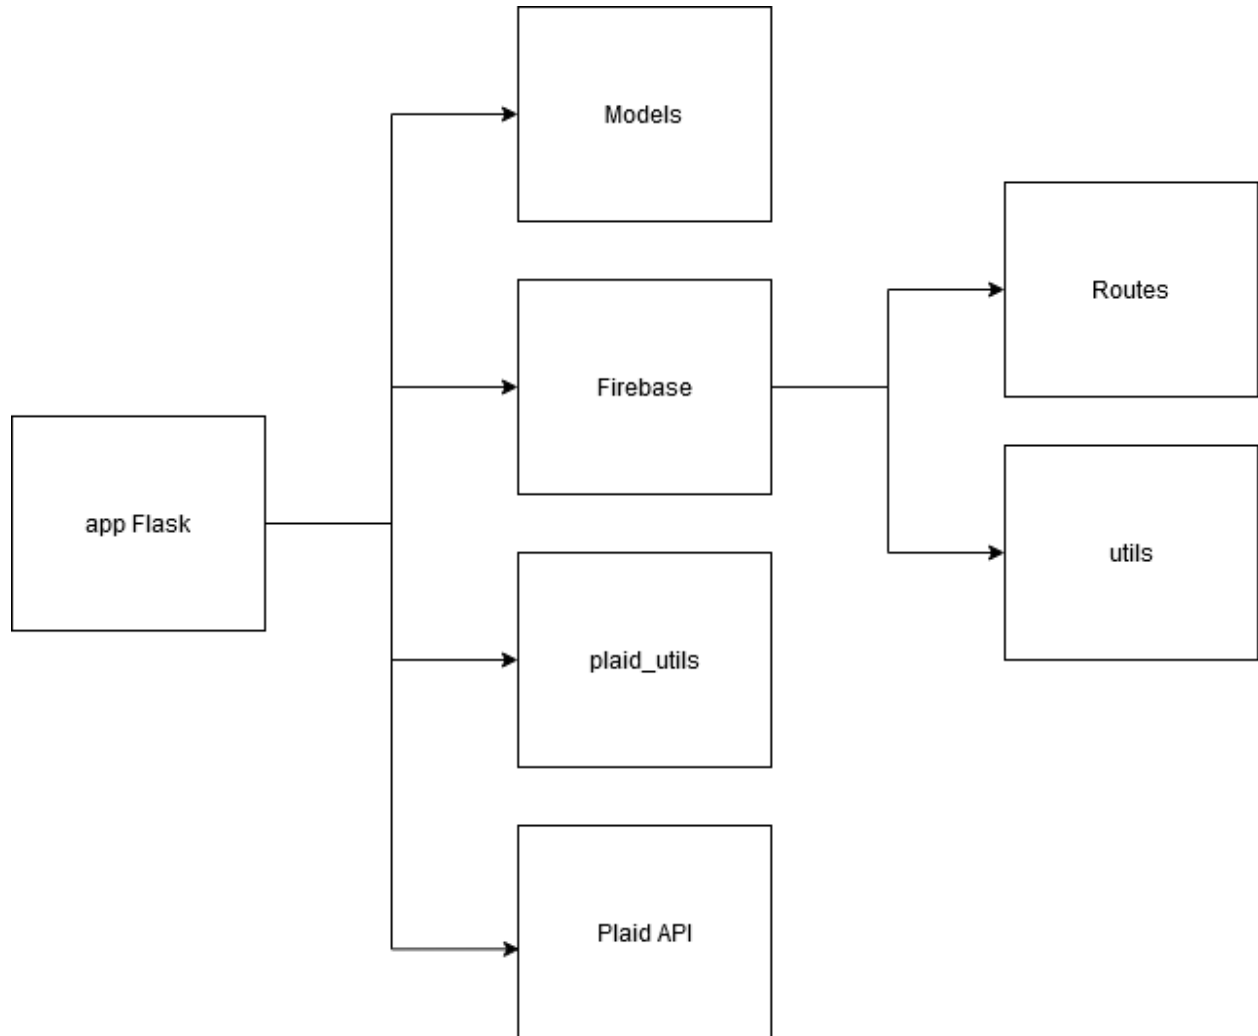 Models
Routes
Firebase
app Flask
utils
plaid_utils
Plaid API